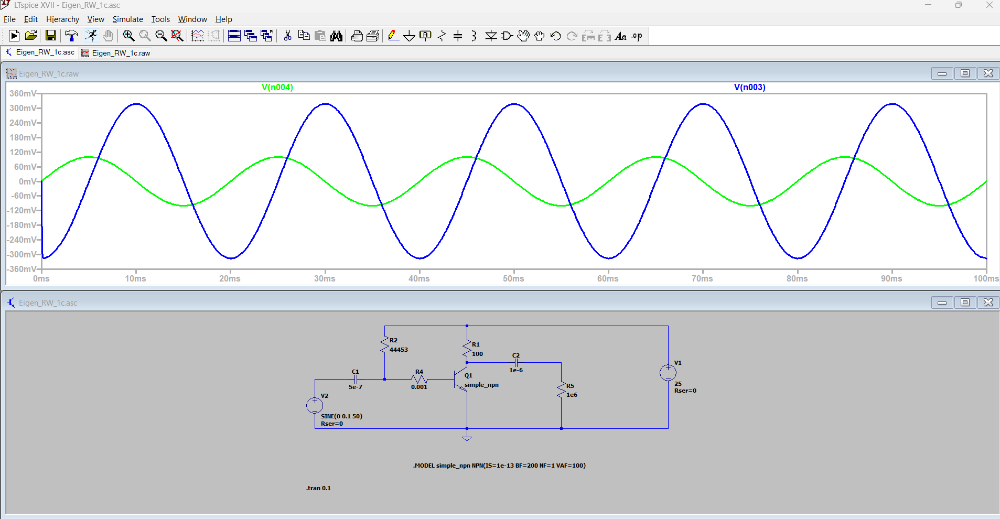 LTspice XVII - Eigen_RW_1c.asc
File Edit Hierarchy View Simulate Tools Window Help
.op
Eigen_RW_1c.asc Eigen_RW_1c.raw
Eigen_RW_1c.raw
V(n004) V(n003)
360mV
300mV
240mV
180mV
120mV
60mV
0mV
-60mV
-120mV
-180mV
-240mV
-300mV
-360mV
0ms 10ms 20ms 30ms 40ms 50ms 60ms 70ms 80ms 90ms 100ms
Eigen_RW_1c.asc
R2
44453
R1
100
C2
1e-6
V1
25
Rser=0
C1
5e-7
R4
0.001
Q1
simple_npn
R5
1e6
V2
SINE(0 0.1 50)
Rser=0
.MODEL simple_npn NPN(IS=1e-13 BF=200 NF=1 VAF=100)
.tran 0.1